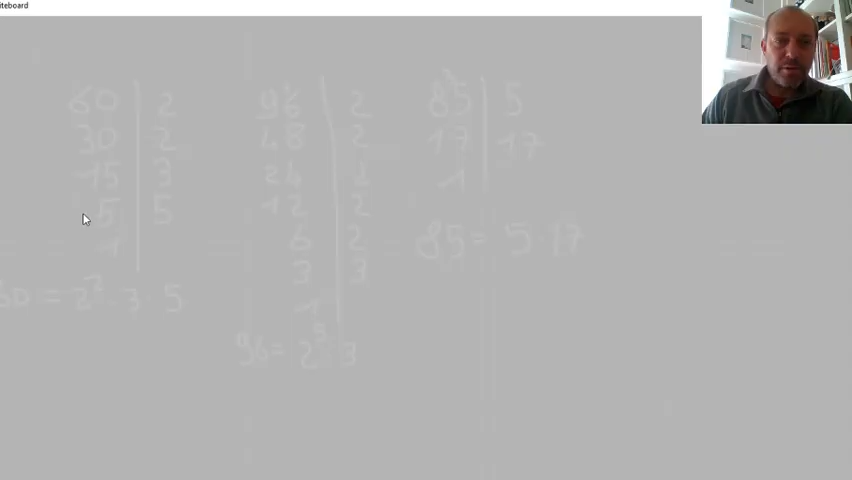 iteboard
60 | 2
30 | 2
15 | 3
5 | 5
1 |
60 = 2² · 3 · 5
96 | 2
48 | 2
24 | 2
12 | 2
6 | 2
3 | 3
1 |
96 = 2⁵ · 3
85 | 5
17 | 17
1 |
85 = 5 · 17